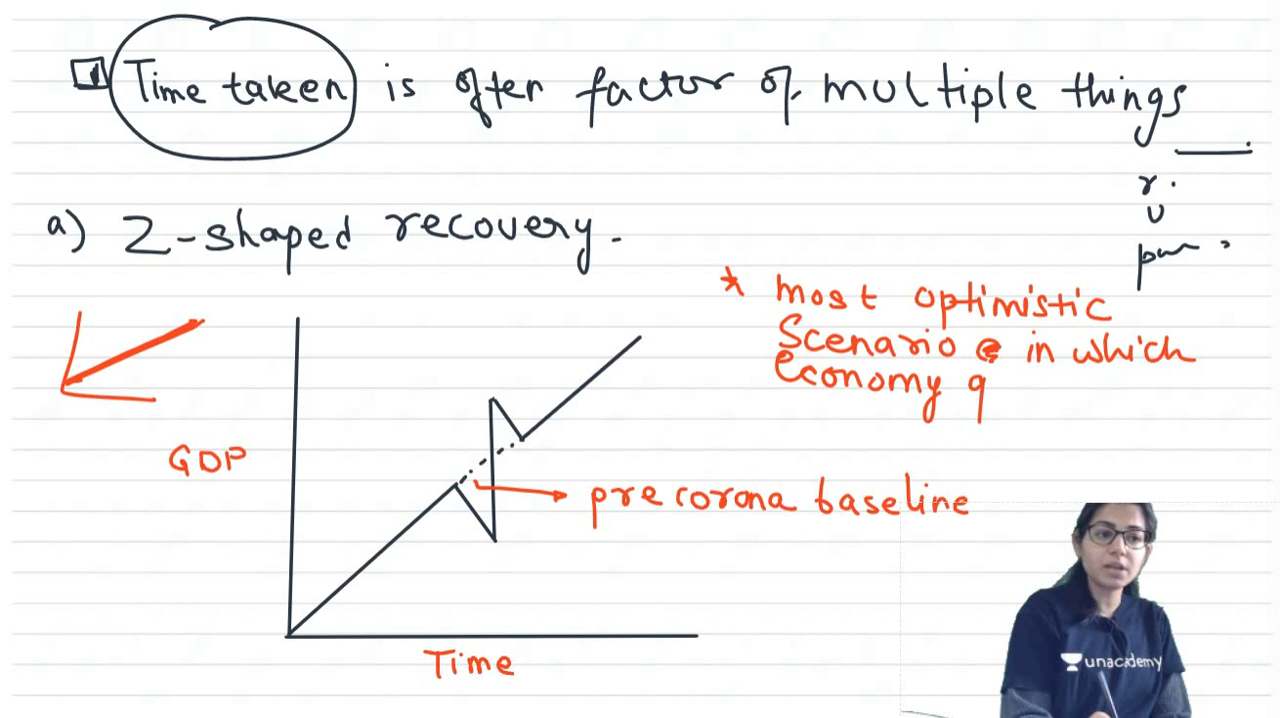 Time taken is often factor of multiple things
r.
a) Z-shaped recovery.
* most optimistic
Scenario in which
economy q
GDP
pre corona baseline
Time
unacademy